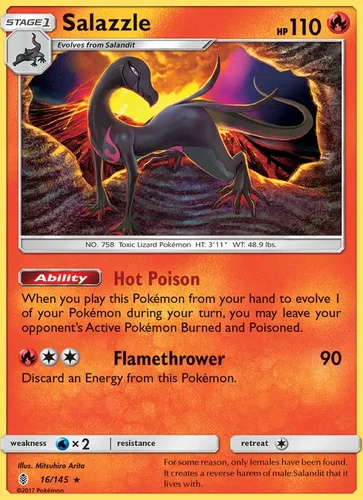 STAGE 1 Salazzle HP 110
Evolves from Salandit
NO. 758 Toxic Lizard Pokémon HT: 3'11" WT: 48.9 lbs.
Ability Hot Poison
When you play this Pokémon from your hand to evolve 1
of your Pokémon during your turn, you may leave your
opponent's Active Pokémon Burned and Poisoned.
Flamethrower 90
Discard an Energy from this Pokémon.
weakness ×2 resistance retreat
Illus. Mitsuhiro Arita
16/145 ★
©2017 Pokémon
For some reason, only females have been found.
It creates a reverse harem of male Salandit that it
lives with.